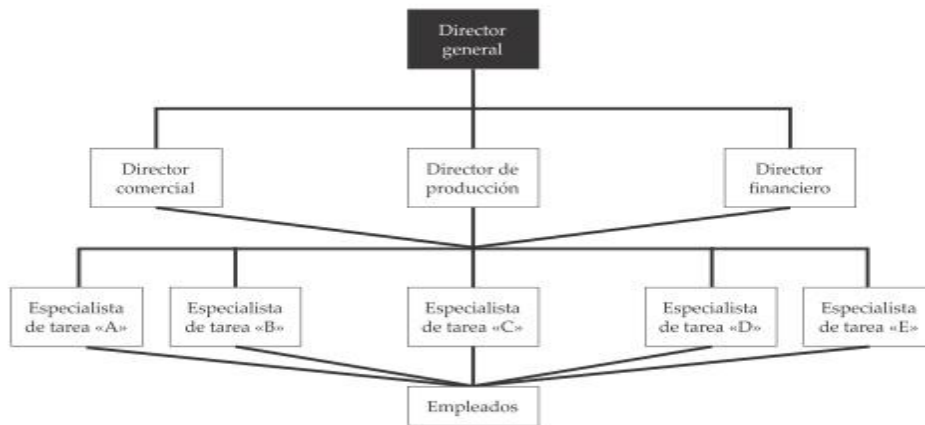 Director
general
Director
comercial
Director de
producción
Director
financiero
Especialista
de tarea «A»
Especialista
de tarea «B»
Especialista
de tarea «C»
Especialista
de tarea «D»
Especialista
de tarea «E»
Empleados